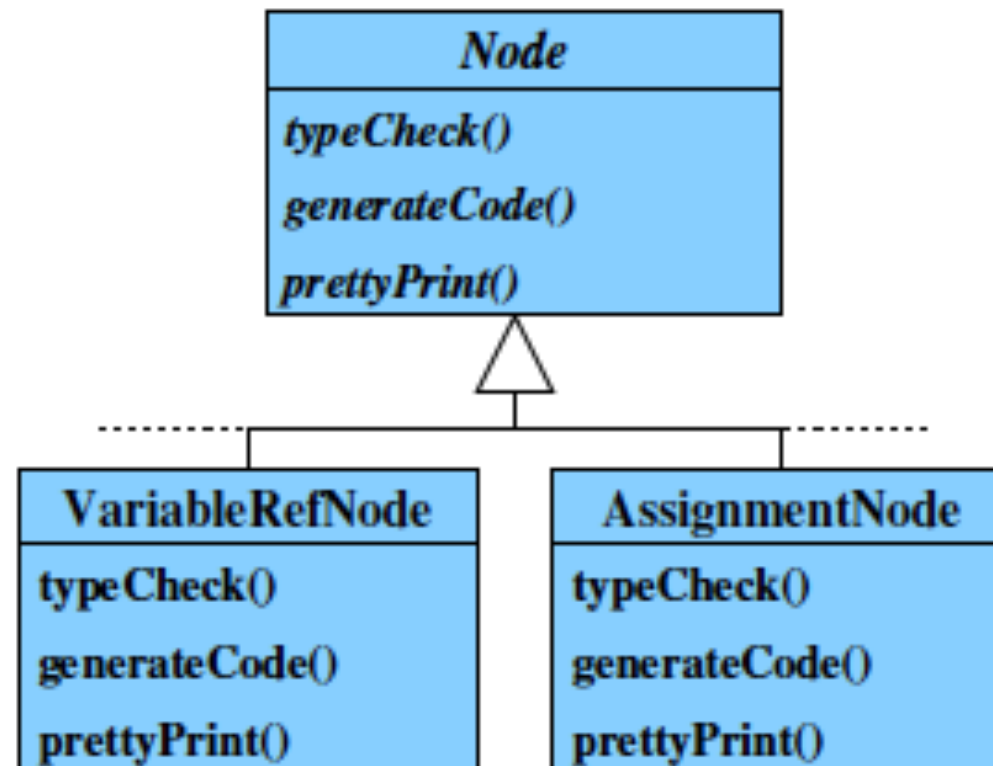 Node
typeCheck()
generateCode()
prettyPrint()
VariableRefNode
typeCheck()
generateCode()
prettyPrint()
AssignmentNode
typeCheck()
generateCode()
prettyPrint()